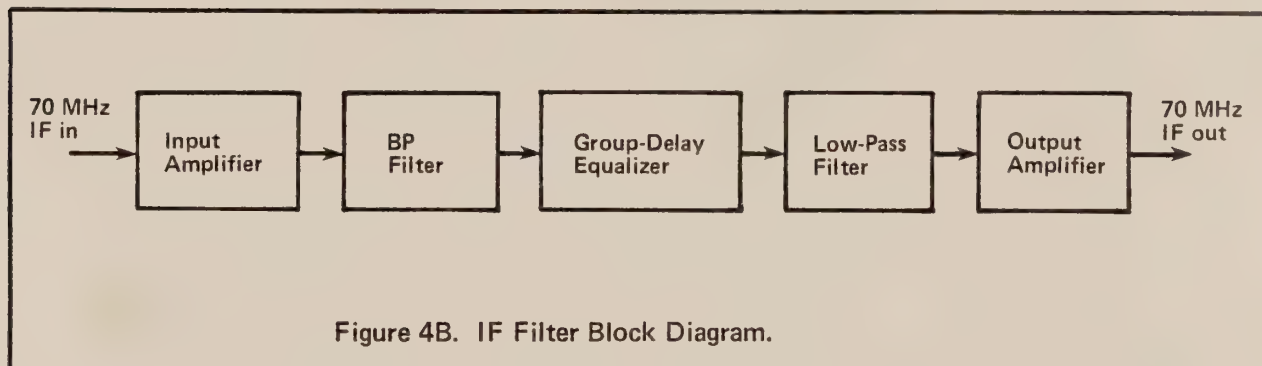 70 MHz
IF in
Input
Amplifier
BP
Filter
Group-Delay
Equalizer
Low-Pass
Filter
Output
Amplifier
70 MHz
IF out
Figure 4B. IF Filter Block Diagram.